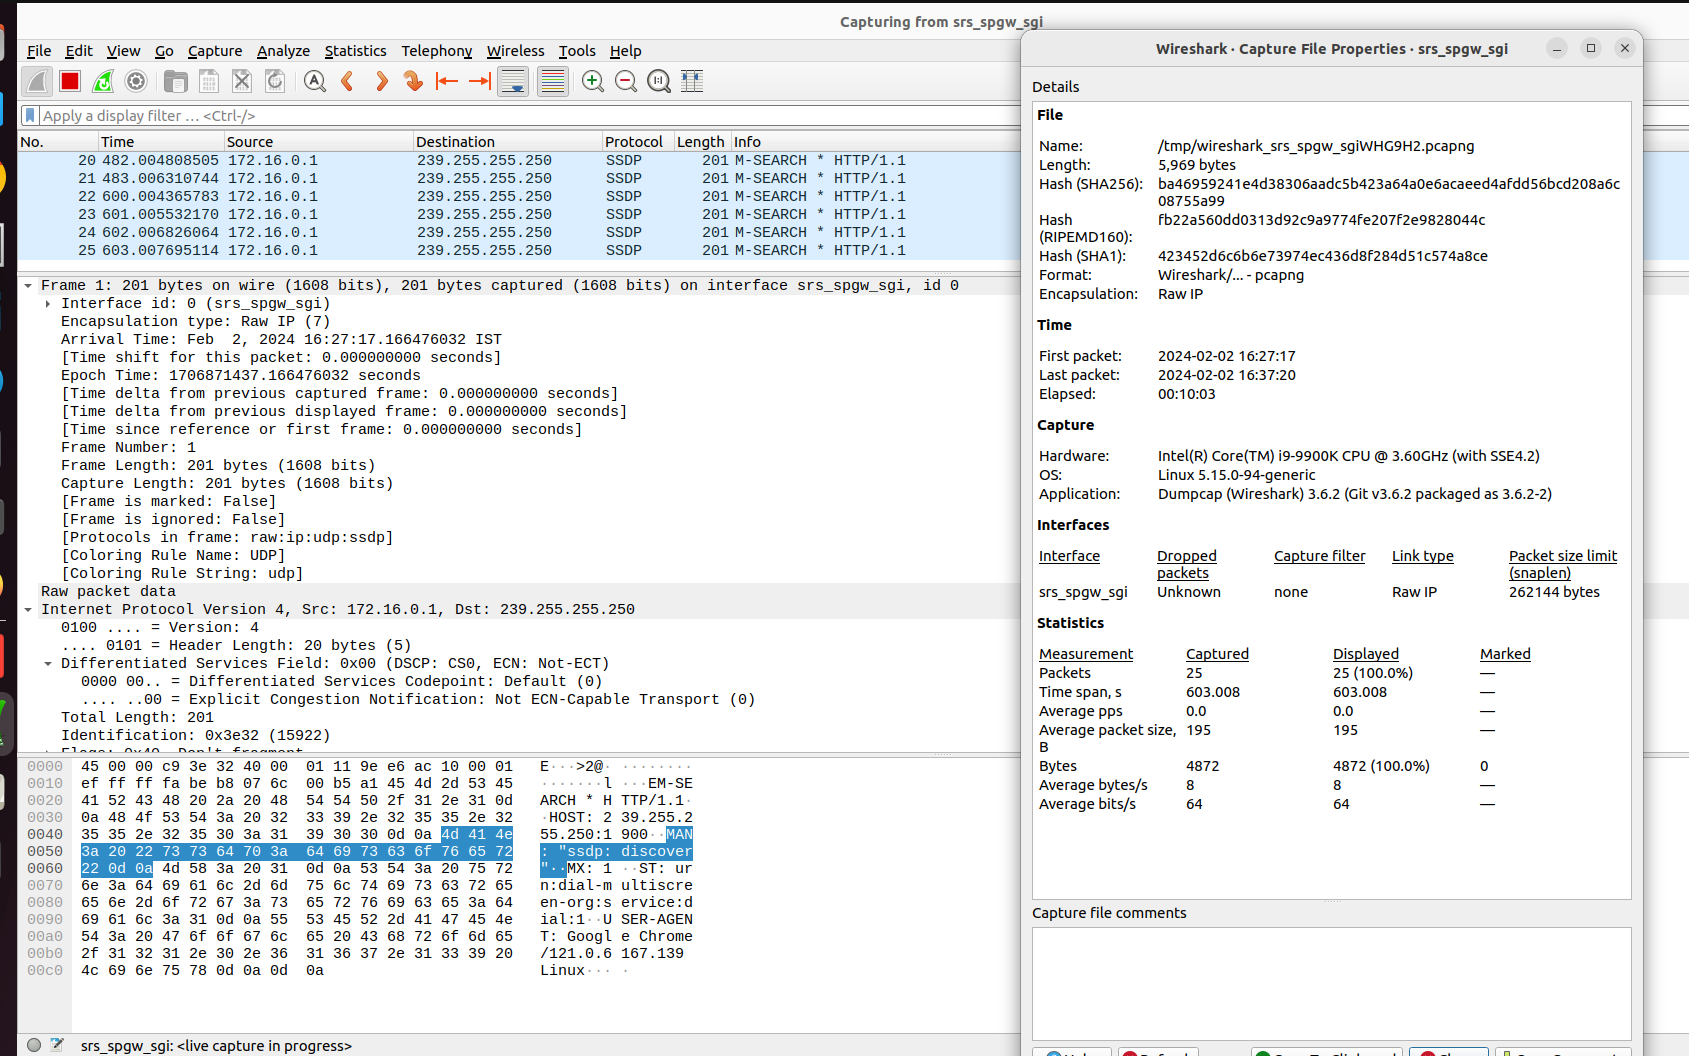 Capturing from srs_spgw_sgi
File Edit View Go Capture Analyze Statistics Telephony Wireless Tools Help
Apply a display filter … <Ctrl-/>
No. Time Source Destination Protocol Length Info
20 482.004808505 172.16.0.1 239.255.255.250 SSDP 201 M-SEARCH * HTTP/1.1
21 483.006310744 172.16.0.1 239.255.255.250 SSDP 201 M-SEARCH * HTTP/1.1
22 600.004365783 172.16.0.1 239.255.255.250 SSDP 201 M-SEARCH * HTTP/1.1
23 601.005532170 172.16.0.1 239.255.255.250 SSDP 201 M-SEARCH * HTTP/1.1
24 602.006826064 172.16.0.1 239.255.255.250 SSDP 201 M-SEARCH * HTTP/1.1
25 603.007695114 172.16.0.1 239.255.255.250 SSDP 201 M-SEARCH * HTTP/1.1
Frame 1: 201 bytes on wire (1608 bits), 201 bytes captured (1608 bits) on interface srs_spgw_sgi, id 0
Interface id: 0 (srs_spgw_sgi)
Encapsulation type: Raw IP (7)
Arrival Time: Feb  2, 2024 16:27:17.166476032 IST
[Time shift for this packet: 0.000000000 seconds]
Epoch Time: 1706871437.166476032 seconds
[Time delta from previous captured frame: 0.000000000 seconds]
[Time delta from previous displayed frame: 0.000000000 seconds]
[Time since reference or first frame: 0.000000000 seconds]
Frame Number: 1
Frame Length: 201 bytes (1608 bits)
Capture Length: 201 bytes (1608 bits)
[Frame is marked: False]
[Frame is ignored: False]
[Protocols in frame: raw:ip:udp:ssdp]
[Coloring Rule Name: UDP]
[Coloring Rule String: udp]
Raw packet data
Internet Protocol Version 4, Src: 172.16.0.1, Dst: 239.255.255.250
0100 .... = Version: 4
.... 0101 = Header Length: 20 bytes (5)
Differentiated Services Field: 0x00 (DSCP: CS0, ECN: Not-ECT)
0000 00.. = Differentiated Services Codepoint: Default (0)
.... ..00 = Explicit Congestion Notification: Not ECN-Capable Transport (0)
Total Length: 201
Identification: 0x3e32 (15922)
Flags: 0x40, Don't fragment
0000 45 00 00 c9 3e 32 40 00 01 11 9e e6 ac 10 00 01 E···>2@· ········
0010 ef ff ff fa be b8 07 6c 00 b5 a1 45 4d 2d 53 45 ·······l ···EM-SE
0020 41 52 43 48 20 2a 20 48 54 54 50 2f 31 2e 31 0d ARCH * H TTP/1.1·
0030 0a 48 4f 53 54 3a 20 32 33 39 2e 32 35 35 2e 32 ·HOST: 2 39.255.2
0040 35 35 2e 32 35 30 3a 31 39 30 30 0d 0a 4d 41 4e 55.250:1 900··MAN
0050 3a 20 22 73 73 64 70 3a 64 69 73 63 6f 76 65 72 : "ssdp: discover
0060 22 0d 0a 4d 58 3a 20 31 0d 0a 53 54 3a 20 75 72 "··MX: 1 ··ST: ur
0070 6e 3a 64 69 61 6c 2d 6d 75 6c 74 69 73 63 72 65 n:dial-m ultiscre
0080 65 6e 2d 6f 72 67 3a 73 65 72 76 69 63 65 3a 64 en-org:s ervice:d
0090 69 61 6c 3a 31 0d 0a 55 53 45 52 2d 41 47 45 4e ial:1··U SER-AGEN
00a0 54 3a 20 47 6f 6f 67 6c 65 20 43 68 72 6f 6d 65 T: Googl e Chrome
00b0 2f 31 32 31 2e 30 2e 36 31 36 37 2e 31 33 39 20 /121.0.6 167.139
00c0 4c 69 6e 75 78 0d 0a 0d 0a Linux··· ·
srs_spgw_sgi: <live capture in progress>
Wireshark · Capture File Properties · srs_spgw_sgi
Details
File
Name: /tmp/wireshark_srs_spgw_sgiWHG9H2.pcapng
Length: 5,969 bytes
Hash (SHA256): ba46959241e4d38306aadc5b423a64a0e6acaeed4afdd56bcd208a6c
08755a99
Hash fb22a560dd0313d92c9a9774fe207f2e9828044c
(RIPEMD160):
Hash (SHA1): 423452d6c6b6e73974ec436d8f284d51c574a8ce
Format: Wireshark/... - pcapng
Encapsulation: Raw IP
Time
First packet: 2024-02-02 16:27:17
Last packet: 2024-02-02 16:37:20
Elapsed: 00:10:03
Capture
Hardware: Intel(R) Core(TM) i9-9900K CPU @ 3.60GHz (with SSE4.2)
OS: Linux 5.15.0-94-generic
Application: Dumpcap (Wireshark) 3.6.2 (Git v3.6.2 packaged as 3.6.2-2)
Interfaces
Interface Dropped Capture filter Link type Packet size limit
packets (snaplen)
srs_spgw_sgi Unknown none Raw IP 262144 bytes
Statistics
Measurement Captured Displayed Marked
Packets 25 25 (100.0%) —
Time span, s 603.008 603.008 —
Average pps 0.0 0.0 —
Average packet size, 195 195 —
B
Bytes 4872 4872 (100.0%) 0
Average bytes/s 8 8 —
Average bits/s 64 64 —
Capture file comments